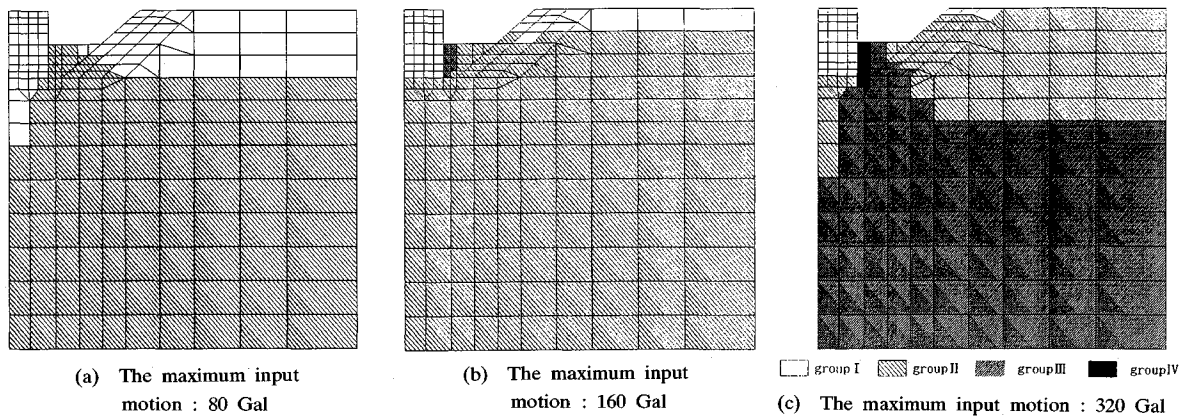 (a) The maximum input
motion : 80 Gal
(b) The maximum input
motion : 160 Gal
group I group II group III group IV
(c) The maximum input motion : 320 Gal